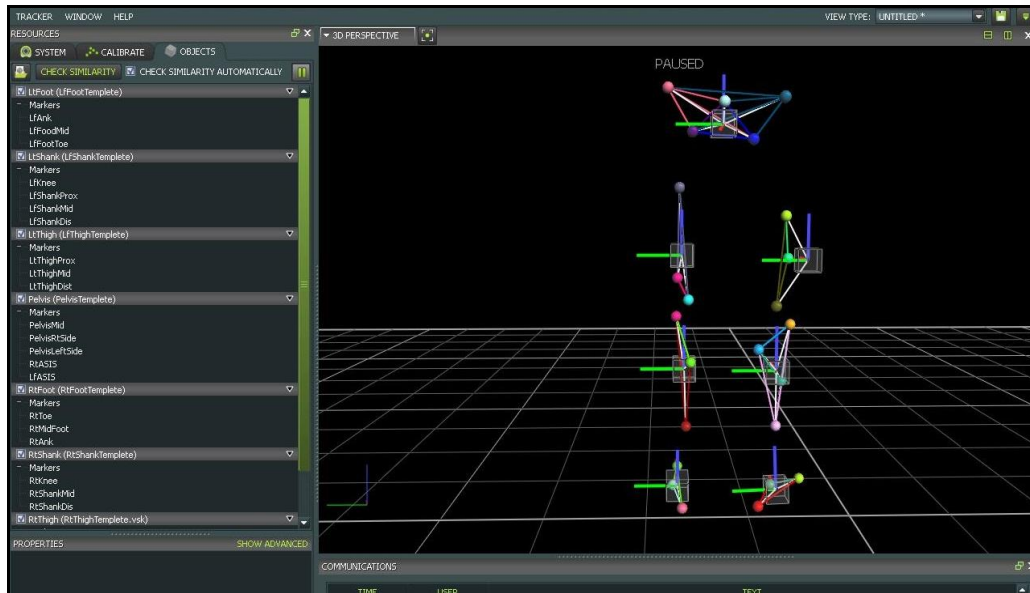 TRACKER WINDOW HELP
VIEW TYPE: UNTITLED *
RESOURCES
3D PERSPECTIVE
SYSTEM CALIBRATE OBJECTS
CHECK SIMILARITY CHECK SIMILARITY AUTOMATICALLY
PAUSED
LtFoot (LfFootTemplete)
Markers
LfAnk
LfFoodMid
LfFootToe
LtShank (LfShankTemplete)
Markers
LfKnee
LfShankProx
LfShankMid
LfShankDis
LtThigh (LfThighTemplete)
Markers
LtThighProx
LtThighMid
LtThighDist
Pelvis (PelvisTemplete)
Markers
PelvisMid
PelvisRtSide
PelvisLeftSide
RtASIS
LfASIS
RtFoot (RtFootTemplete)
Markers
RtToe
RtMidFoot
RtAnk
RtShank (RtShankTemplete)
Markers
RtKnee
RtShankMid
RtShankDis
RtThigh (RtThighTemplete.vsk)
PROPERTIES SHOW ADVANCED
COMMUNICATIONS
TIME USER TEXT